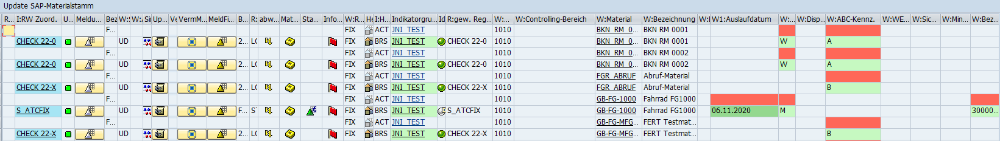 Update SAP-Materialstamm
R... I:RW Zuord. U... Meldu... Bez W:S W:A Sir Up... Ve VermM... MeldFi... B... R: abw... Mat... Sta... Info... W:R... He I:H... Indikatorgru... Id R:gew. Reg... W:... W:Controlling-Bereich W:Material W:Bezeichnung W:I W1:Auslaufdatum W:... W:Disp... W:ABC-Kennz. W:WE... W:Sic... W:Min... W:Bez...
F... FIX ACT JNI_TEST 1010 BKN_RM_0... BKN RM 0001
CHECK 22-0 UD 2... LC FIX BRS JNI_TEST CHECK 22-0 1010 BKN_RM_0... BKN RM 0001 W A
F... FIX ACT JNI_TEST 1010 BKN_RM_0... BKN RM 0002
CHECK 22-0 UD 2... LC FIX BRS JNI_TEST CHECK 22-0 1010 BKN_RM_0... BKN RM 0002 W A
F... FIX ACT JNI_TEST 1010 FGR_ABRUF Abruf-Material
CHECK 22-X UD 2... LC FIX BRS JNI_TEST CHECK 22-X 1010 FGR_ABRUF Abruf-Material B
F... FIX ACT JNI_TEST 1010 GB-FG-1000 Fahrrad FG1000
S_ATCFIX UD F... ST FIX BRS JNI_TEST S_ATCFIX 1010 GB-FG-1000 Fahrrad FG1000 06.11.2020 M 30000...
F... FIX ACT JNI_TEST 1010 GB-FG-MFG... FERT Testmat...
CHECK 22-X UD 2... LC FIX BRS JNI_TEST CHECK 22-X 1010 GB-FG-MFG... FERT Testmat... B